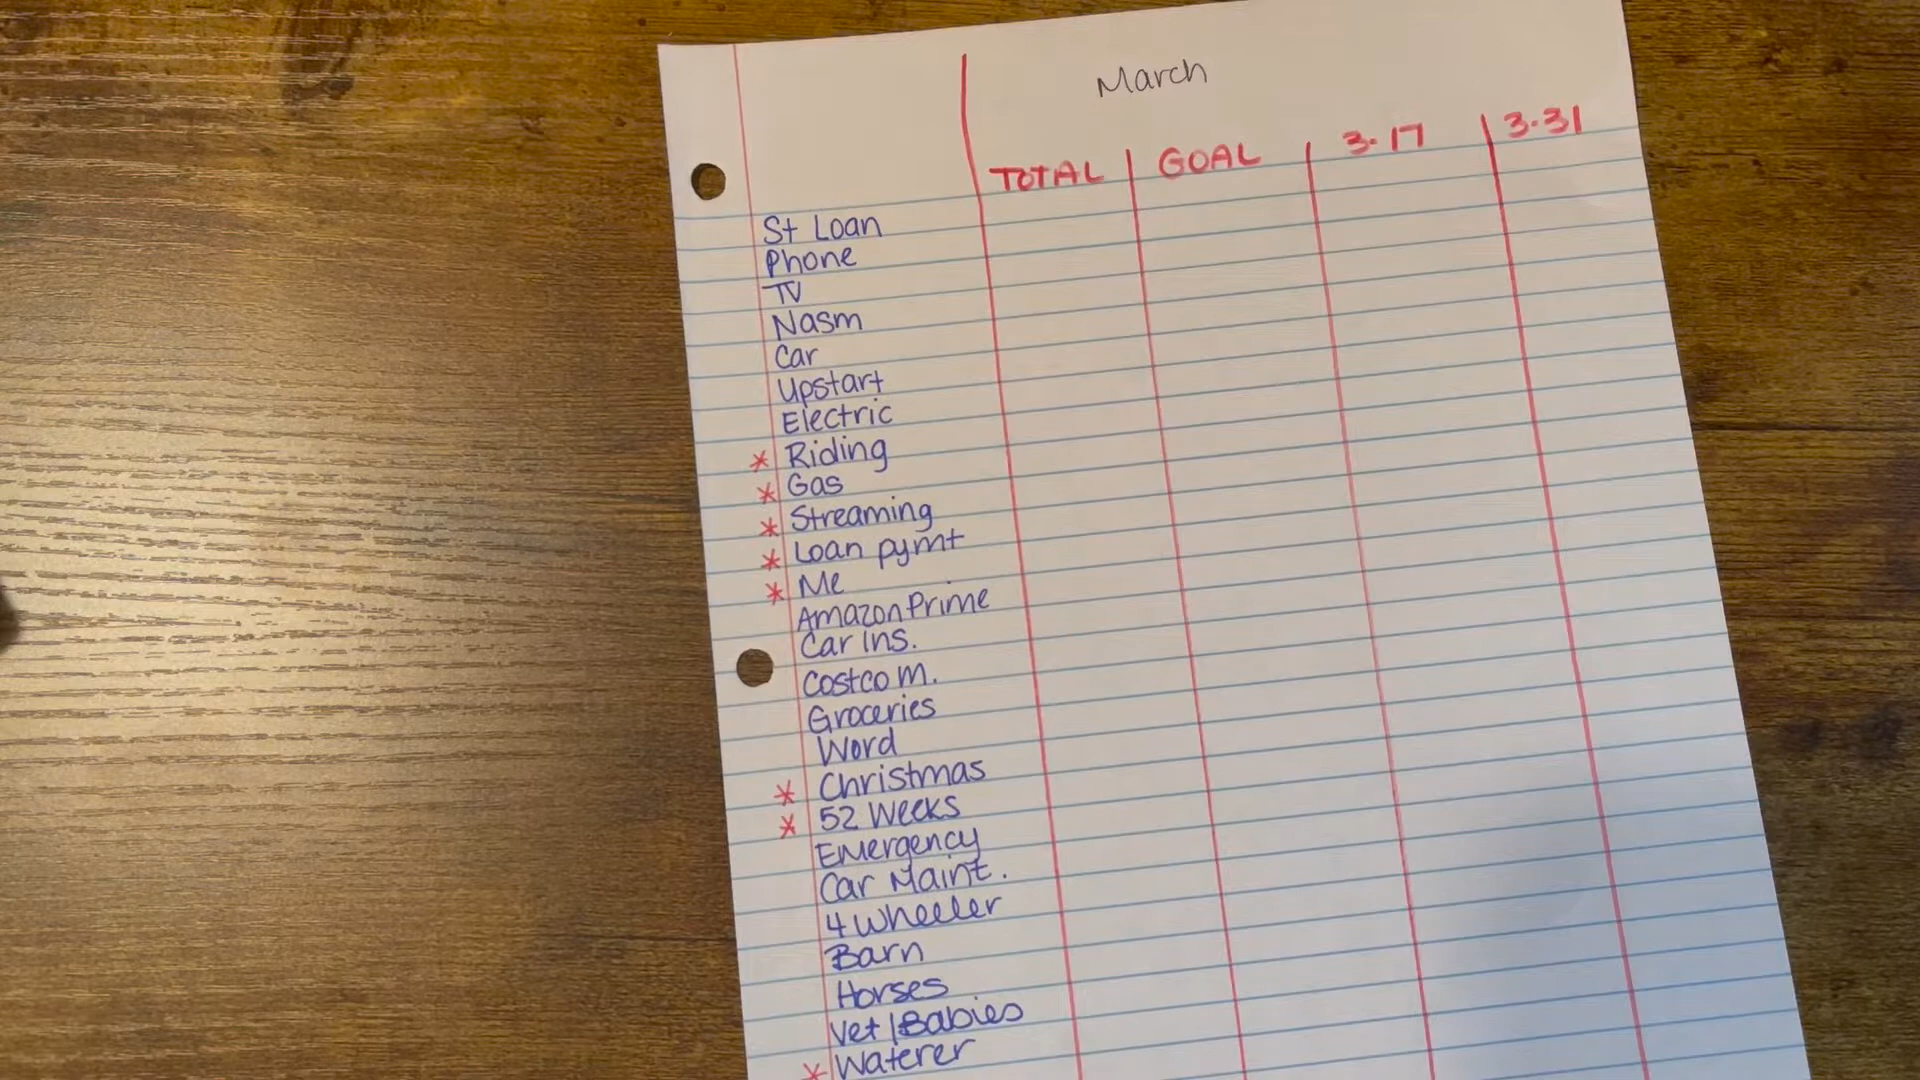 March
TOTAL | GOAL | 3.17 | 3.31
St Loan
Phone
TV
Nasm
Car
Upstart
Electric
* Riding
* Gas
* Streaming
* Loan pymt
* Me
Amazon Prime
Car Ins.
Costco M.
Groceries
Word
* Christmas
* 52 Weeks
Emergency
Car Maint.
4 Wheeler
Barn
Horses
Vet/Babies
* Waterer